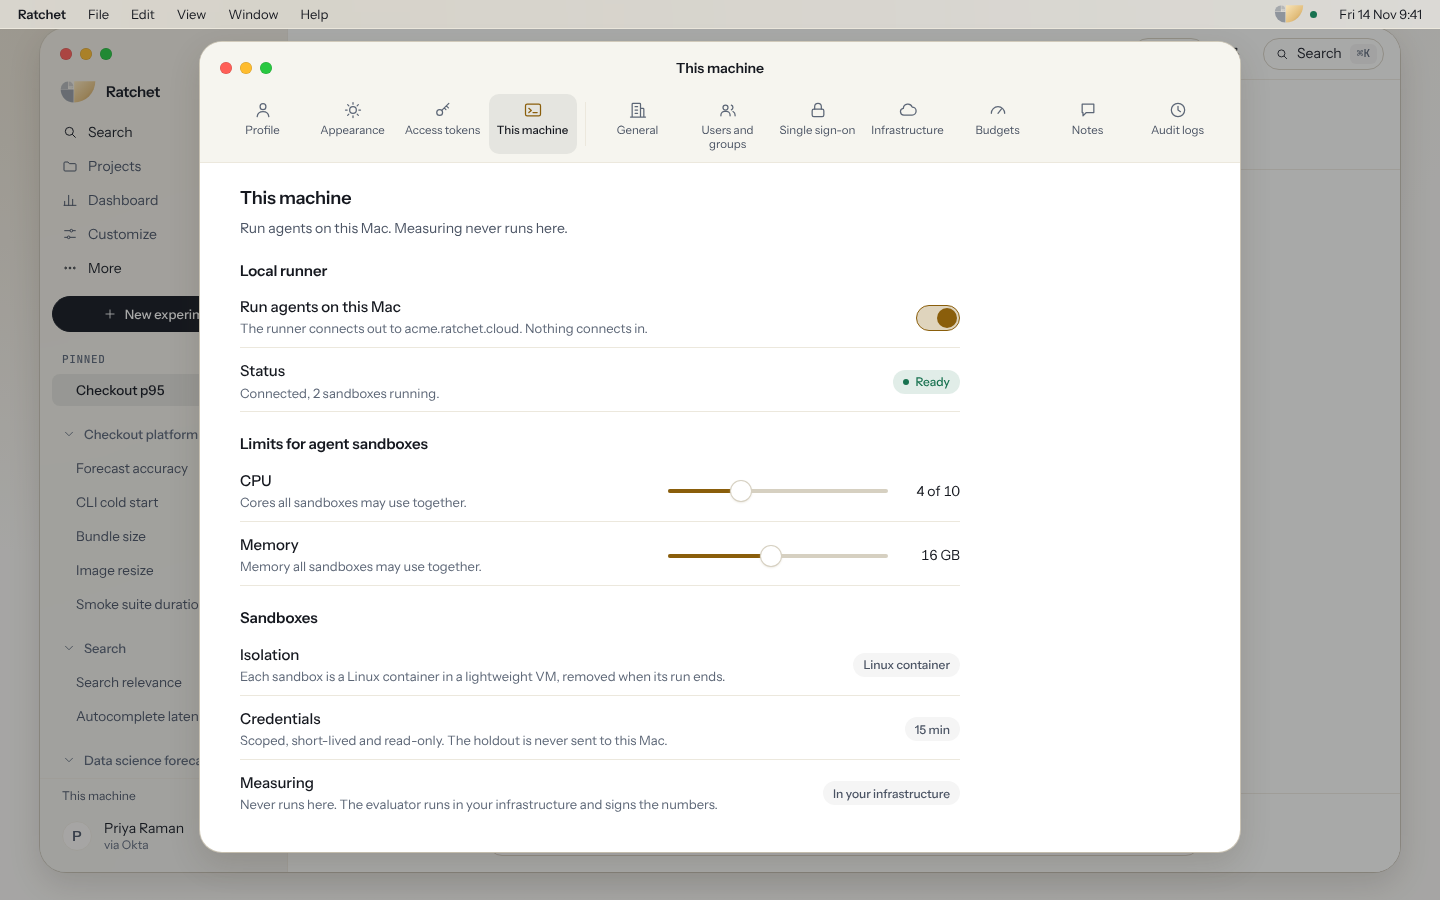 Ratchet File Edit View Window Help
Fri 14 Nov 9:41
This machine
Search ⌘K
Ratchet
Search
Projects
Dashboard
Customize
More
New experin
PINNED
Checkout p95
Checkout platform
Forecast accuracy
CLI cold start
Bundle size
Image resize
Smoke suite duratio
Search
Search relevance
Autocomplete laten
Data science foreca
This machine
P
Priya Raman
via Okta
Profile
Appearance
Access tokens
This machine
General
Users and
groups
Single sign-on
Infrastructure
Budgets
Notes
Audit logs
This machine
Run agents on this Mac. Measuring never runs here.
Local runner
Run agents on this Mac
The runner connects out to acme.ratchet.cloud. Nothing connects in.
Status
Connected, 2 sandboxes running.
Ready
Limits for agent sandboxes
CPU
Cores all sandboxes may use together.
4 of 10
Memory
Memory all sandboxes may use together.
16 GB
Sandboxes
Isolation
Each sandbox is a Linux container in a lightweight VM, removed when its run ends.
Linux container
Credentials
Scoped, short-lived and read-only. The holdout is never sent to this Mac.
15 min
Measuring
Never runs here. The evaluator runs in your infrastructure and signs the numbers.
In your infrastructure